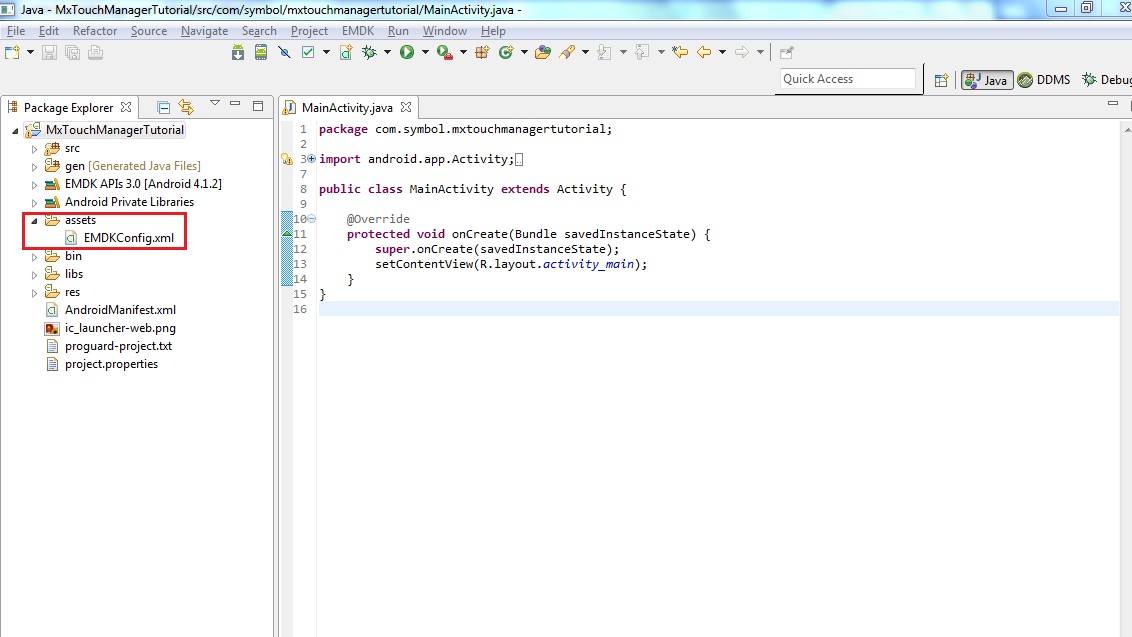 Java - MxTouchManagerTutorial/src/com/symbol/mxtouchmanagertutorial/MainActivity.java -
File Edit Refactor Source Navigate Search Project EMDK Run Window Help
Quick Access
Java DDMS Debug
Package Explorer
MxTouchManagerTutorial
src
gen [Generated Java Files]
EMDK APIs 3.0 [Android 4.1.2]
Android Private Libraries
assets
EMDKConfig.xml
bin
libs
res
AndroidManifest.xml
ic_launcher-web.png
proguard-project.txt
project.properties
MainActivity.java
1 package com.symbol.mxtouchmanagertutorial;
2
3 import android.app.Activity;
7
8 public class MainActivity extends Activity {
9
10 @Override
11 protected void onCreate(Bundle savedInstanceState) {
12 super.onCreate(savedInstanceState);
13 setContentView(R.layout.activity_main);
14 }
15 }
16